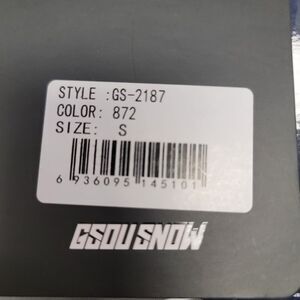 STYLE :GS-2187
COLOR: 872
SIZE: S
6 936095 145101
GSOU SNOW